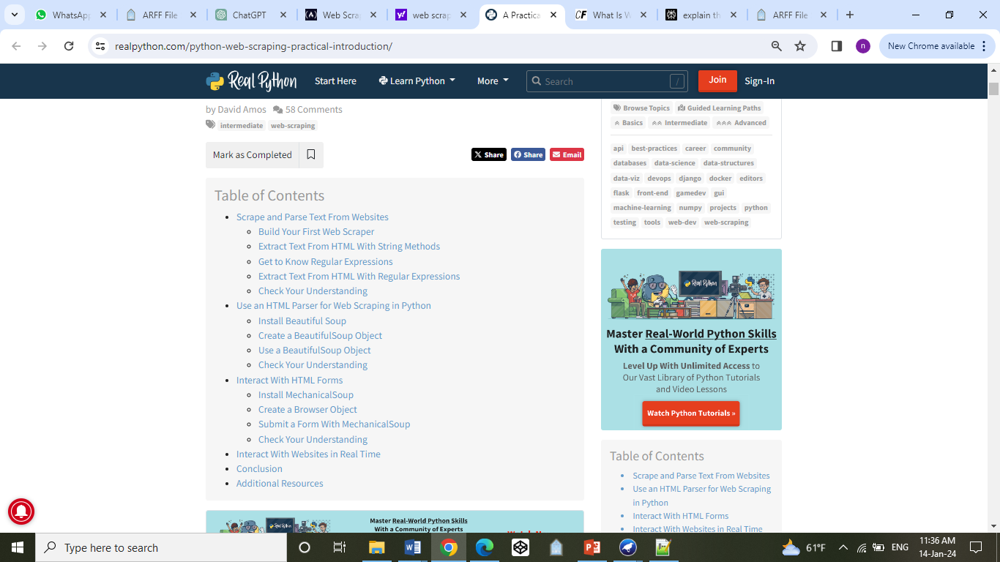 WhatsApp
ARFF File
ChatGPT
Web Scra
web scrap
A Practica
What Is W
explain th
ARFF File
realpython.com/python-web-scraping-practical-introduction/
n
New Chrome available
Real Python
Start Here
Learn Python
More
Search
/
Join
Sign-In
by David Amos
58 Comments
intermediate web-scraping
Mark as Completed
Share
Share
Email
Table of Contents
Scrape and Parse Text From Websites
Build Your First Web Scraper
Extract Text From HTML With String Methods
Get to Know Regular Expressions
Extract Text From HTML With Regular Expressions
Check Your Understanding
Use an HTML Parser for Web Scraping in Python
Install Beautiful Soup
Create a BeautifulSoup Object
Use a BeautifulSoup Object
Check Your Understanding
Interact With HTML Forms
Install MechanicalSoup
Create a Browser Object
Submit a Form With MechanicalSoup
Check Your Understanding
Interact With Websites in Real Time
Conclusion
Additional Resources
Master Real-World Python Skills
With a Community of Experts
Browse Topics Guided Learning Paths
Basics Intermediate Advanced
api best-practices career community
databases data-science data-structures
data-viz devops django docker editors
flask front-end gamedev gui
machine-learning numpy projects python
testing tools web-dev web-scraping
Real Python
Master Real-World Python Skills
With a Community of Experts
Level Up With Unlimited Access to
Our Vast Library of Python Tutorials
and Video Lessons
Watch Python Tutorials »
Table of Contents
Scrape and Parse Text From Websites
Use an HTML Parser for Web Scraping
in Python
Interact With HTML Forms
Interact With Websites in Real Time
Type here to search
61°F
ENG
11:36 AM
14-Jan-24